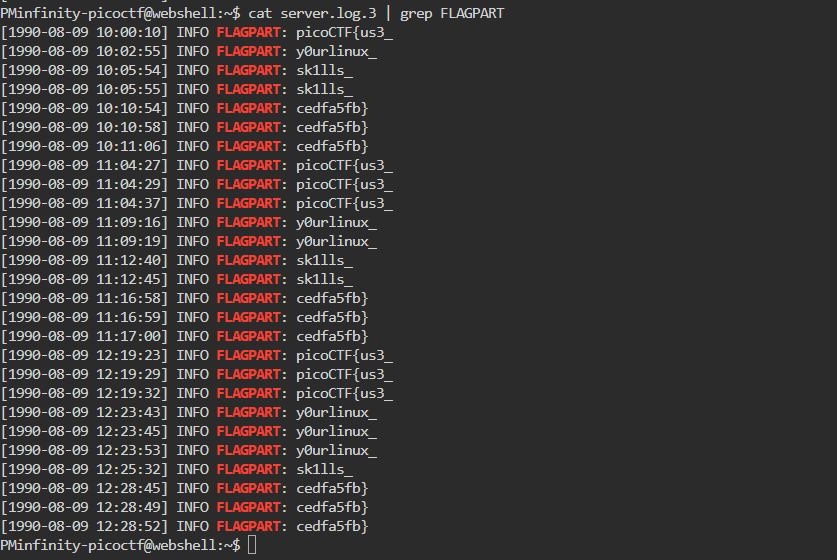 PMinfinity-picoctf@webshell:~$ cat server.log.3 | grep FLAGPART
[1990-08-09 10:00:10] INFO FLAGPART: picoCTF{us3_
[1990-08-09 10:02:55] INFO FLAGPART: y0urlinux_
[1990-08-09 10:05:54] INFO FLAGPART: sk1lls_
[1990-08-09 10:05:55] INFO FLAGPART: sk1lls_
[1990-08-09 10:10:54] INFO FLAGPART: cedfa5fb}
[1990-08-09 10:10:58] INFO FLAGPART: cedfa5fb}
[1990-08-09 10:11:06] INFO FLAGPART: cedfa5fb}
[1990-08-09 11:04:27] INFO FLAGPART: picoCTF{us3_
[1990-08-09 11:04:29] INFO FLAGPART: picoCTF{us3_
[1990-08-09 11:04:37] INFO FLAGPART: picoCTF{us3_
[1990-08-09 11:09:16] INFO FLAGPART: y0urlinux_
[1990-08-09 11:09:19] INFO FLAGPART: y0urlinux_
[1990-08-09 11:12:40] INFO FLAGPART: sk1lls_
[1990-08-09 11:12:45] INFO FLAGPART: sk1lls_
[1990-08-09 11:16:58] INFO FLAGPART: cedfa5fb}
[1990-08-09 11:16:59] INFO FLAGPART: cedfa5fb}
[1990-08-09 11:17:00] INFO FLAGPART: cedfa5fb}
[1990-08-09 12:19:23] INFO FLAGPART: picoCTF{us3_
[1990-08-09 12:19:29] INFO FLAGPART: picoCTF{us3_
[1990-08-09 12:19:32] INFO FLAGPART: picoCTF{us3_
[1990-08-09 12:23:43] INFO FLAGPART: y0urlinux_
[1990-08-09 12:23:45] INFO FLAGPART: y0urlinux_
[1990-08-09 12:23:53] INFO FLAGPART: y0urlinux_
[1990-08-09 12:25:32] INFO FLAGPART: sk1lls_
[1990-08-09 12:28:45] INFO FLAGPART: cedfa5fb}
[1990-08-09 12:28:49] INFO FLAGPART: cedfa5fb}
[1990-08-09 12:28:52] INFO FLAGPART: cedfa5fb}
PMinfinity-picoctf@webshell:~$